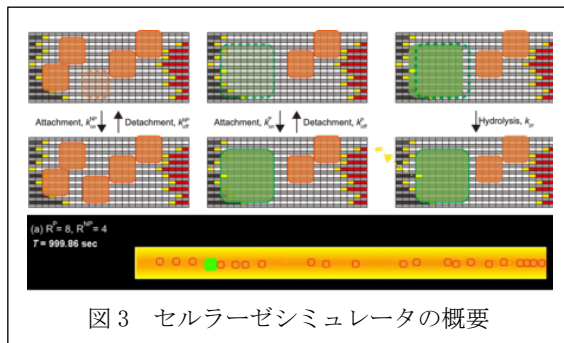 Attachment, k_on^NP Detachment, k_off^NP Attachment, k_on^P Detachment, k_off^P Hydrolysis, k_pr
(a) R^P = 8, R^NP = 4
T = 999.86 sec
図3 セルラーゼシミュレータの概要